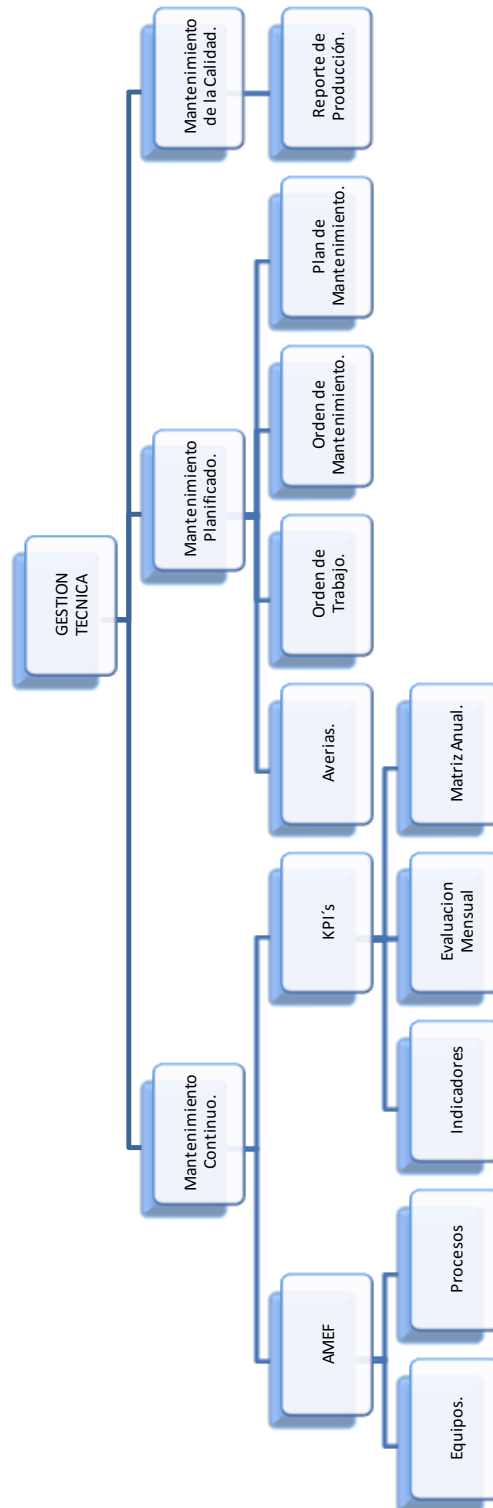 GESTION
TECNICA
Mantenimiento
Continuo.
Mantenimiento
Planificado.
Mantenimiento
de la Calidad.
AMEF
KPI´s
Averias.
Orden de
Trabajo.
Orden de
Mantenimiento.
Plan de
Mantenimiento.
Reporte de
Producción.
Equipos.
Procesos
Indicadores
Evaluacion
Mensual
Matriz Anual.